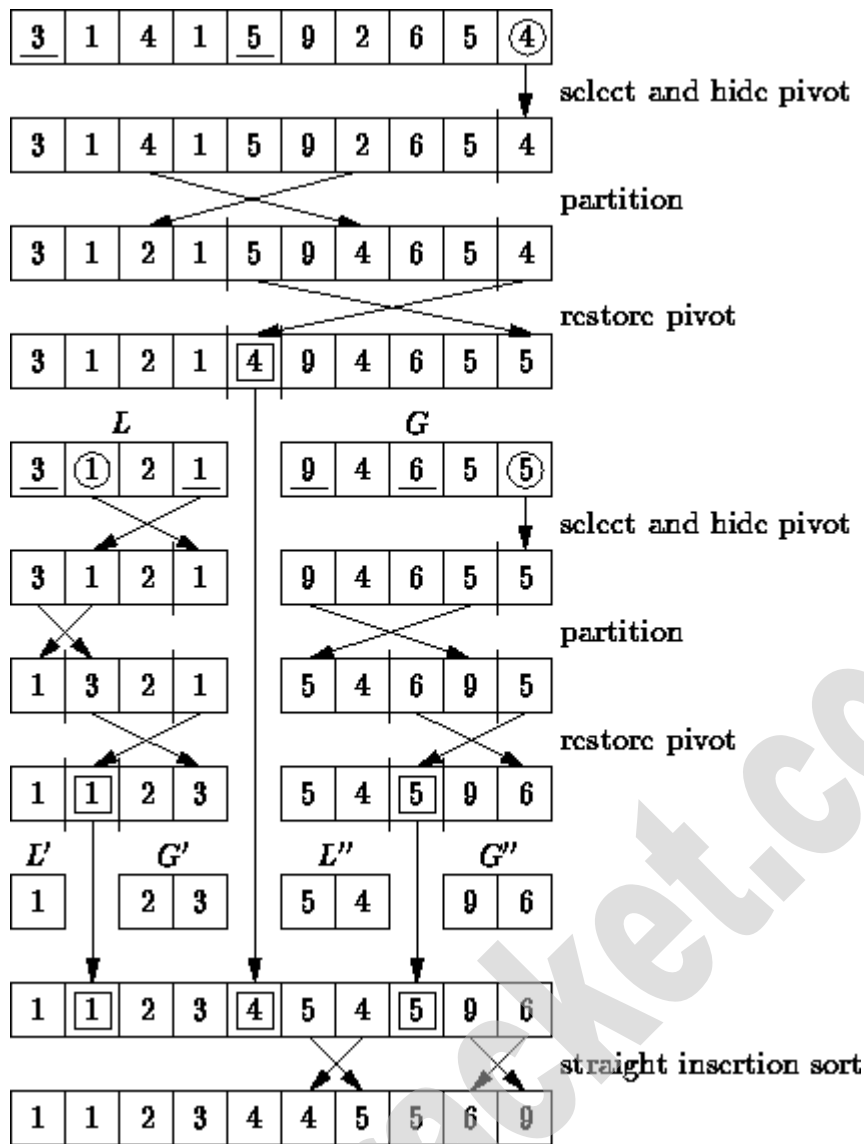 3 1 4 1 5 9 2 6 5 4
select and hide pivot
3 1 4 1 5 9 2 6 5 4
partition
3 1 2 1 5 9 4 6 5 4
restore pivot
3 1 2 1 4 9 4 6 5 5
L G
3 1 2 1 9 4 6 5 5
select and hide pivot
3 1 2 1 9 4 6 5 5
partition
1 3 2 1 5 4 6 9 5
restore pivot
1 1 2 3 5 4 5 9 6
L' G' L'' G''
1 2 3 5 4 9 6
1 1 2 3 4 5 4 5 9 6
straight insertion sort
1 1 2 3 4 4 5 5 6 9